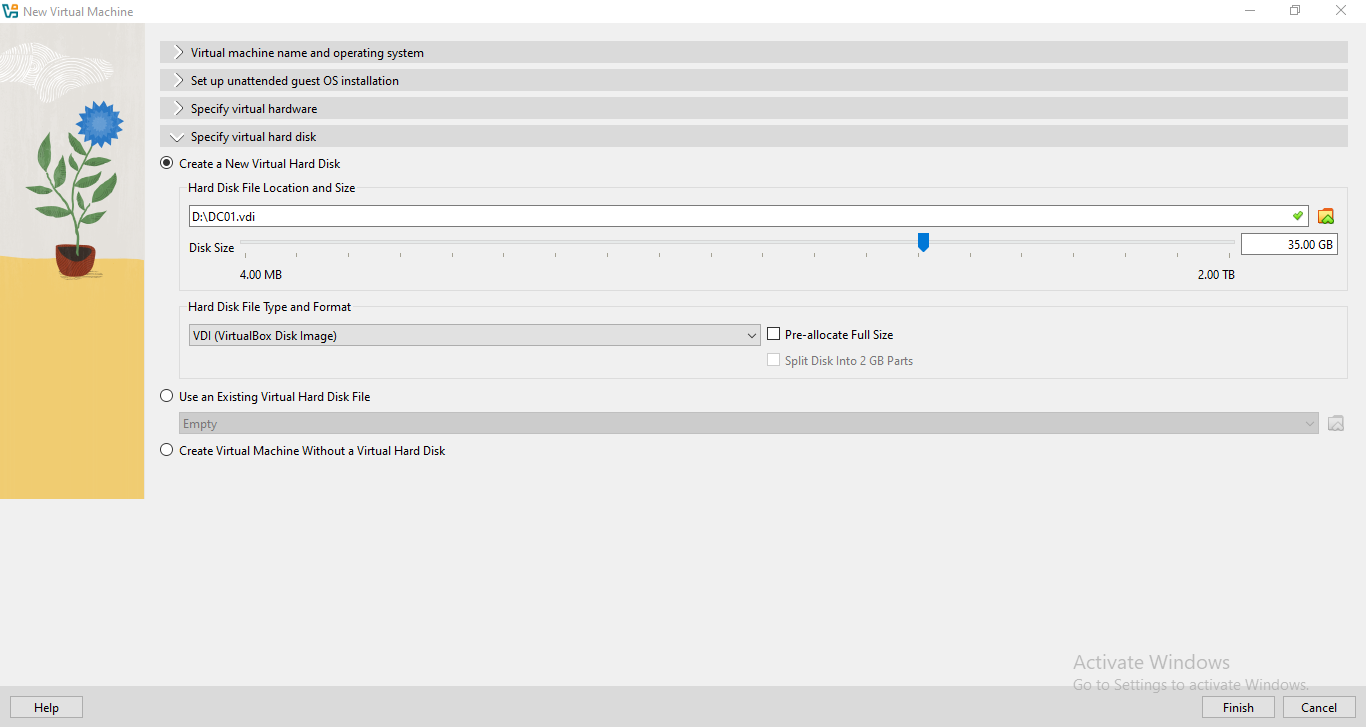 New Virtual Machine
Virtual machine name and operating system
Set up unattended guest OS installation
Specify virtual hardware
Specify virtual hard disk
Create a New Virtual Hard Disk
Hard Disk File Location and Size
D:\DC01.vdi
Disk Size
35.00 GB
4.00 MB 2.00 TB
Hard Disk File Type and Format
VDI (VirtualBox Disk Image) Pre-allocate Full Size
Split Disk Into 2 GB Parts
Use an Existing Virtual Hard Disk File
Empty
Create Virtual Machine Without a Virtual Hard Disk
Activate Windows
Go to Settings to activate Windows.
Help Finish Cancel